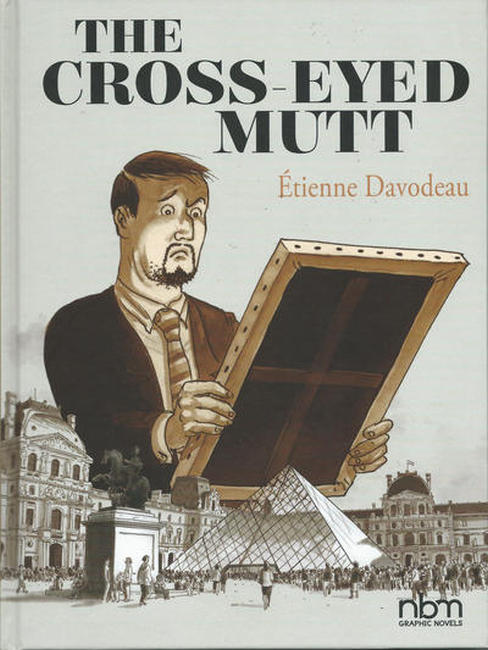 THE
CROSS-EYED
MUTT
Étienne Davodeau
nbm
GRAPHIC NOVELS